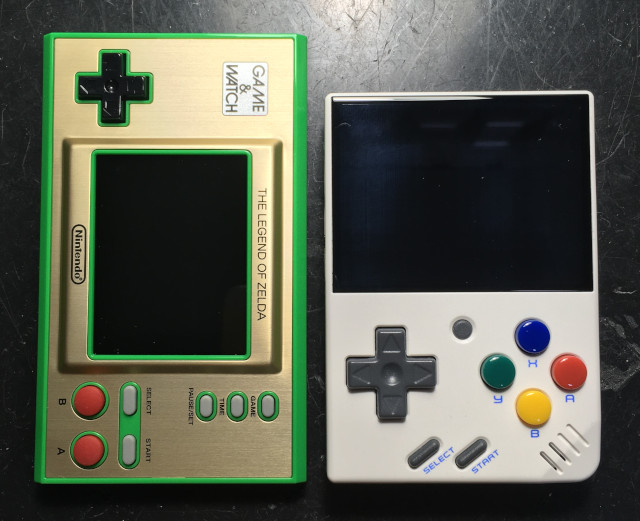 GAME
&
WATCH
THE LEGEND OF ZELDA
Nintendo®
B
A
SELECT
START
PAUSE/SET
TIME
GAME
X
Y
A
B
SELECT
START